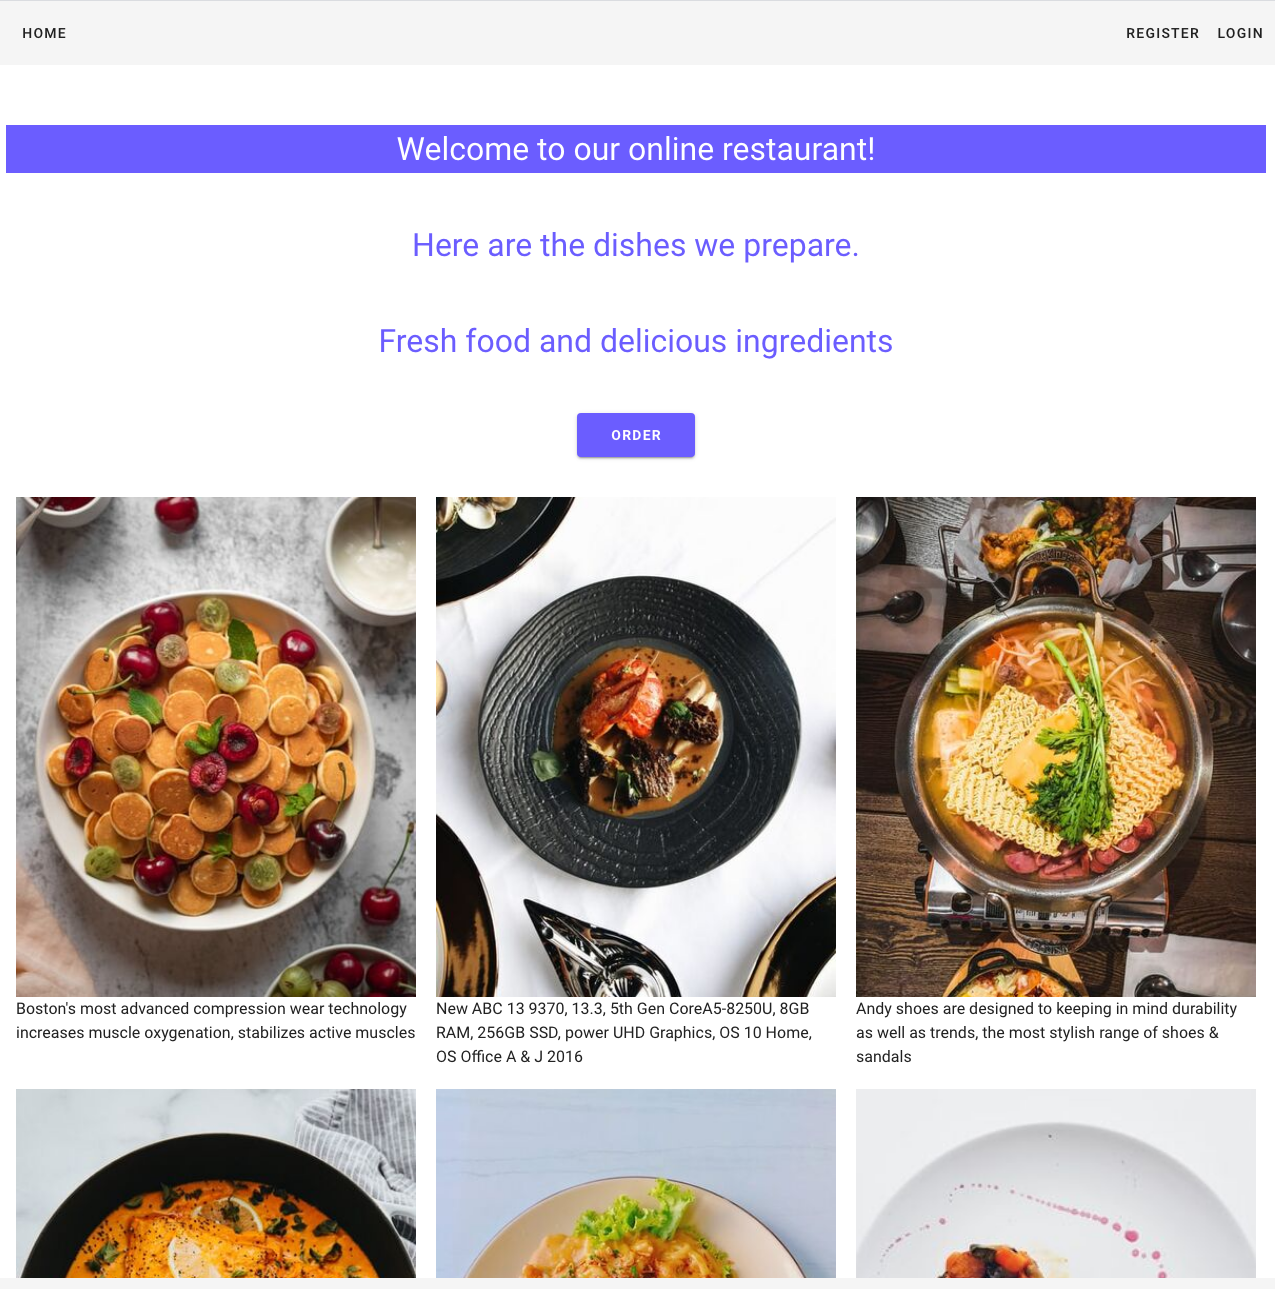 HOME
REGISTER LOGIN
Welcome to our online restaurant!
Here are the dishes we prepare.
Fresh food and delicious ingredients
ORDER
Boston's most advanced compression wear technology
increases muscle oxygenation, stabilizes active muscles
New ABC 13 9370, 13.3, 5th Gen CoreA5-8250U, 8GB
RAM, 256GB SSD, power UHD Graphics, OS 10 Home,
OS Office A & J 2016
Andy shoes are designed to keeping in mind durability
as well as trends, the most stylish range of shoes &
sandals